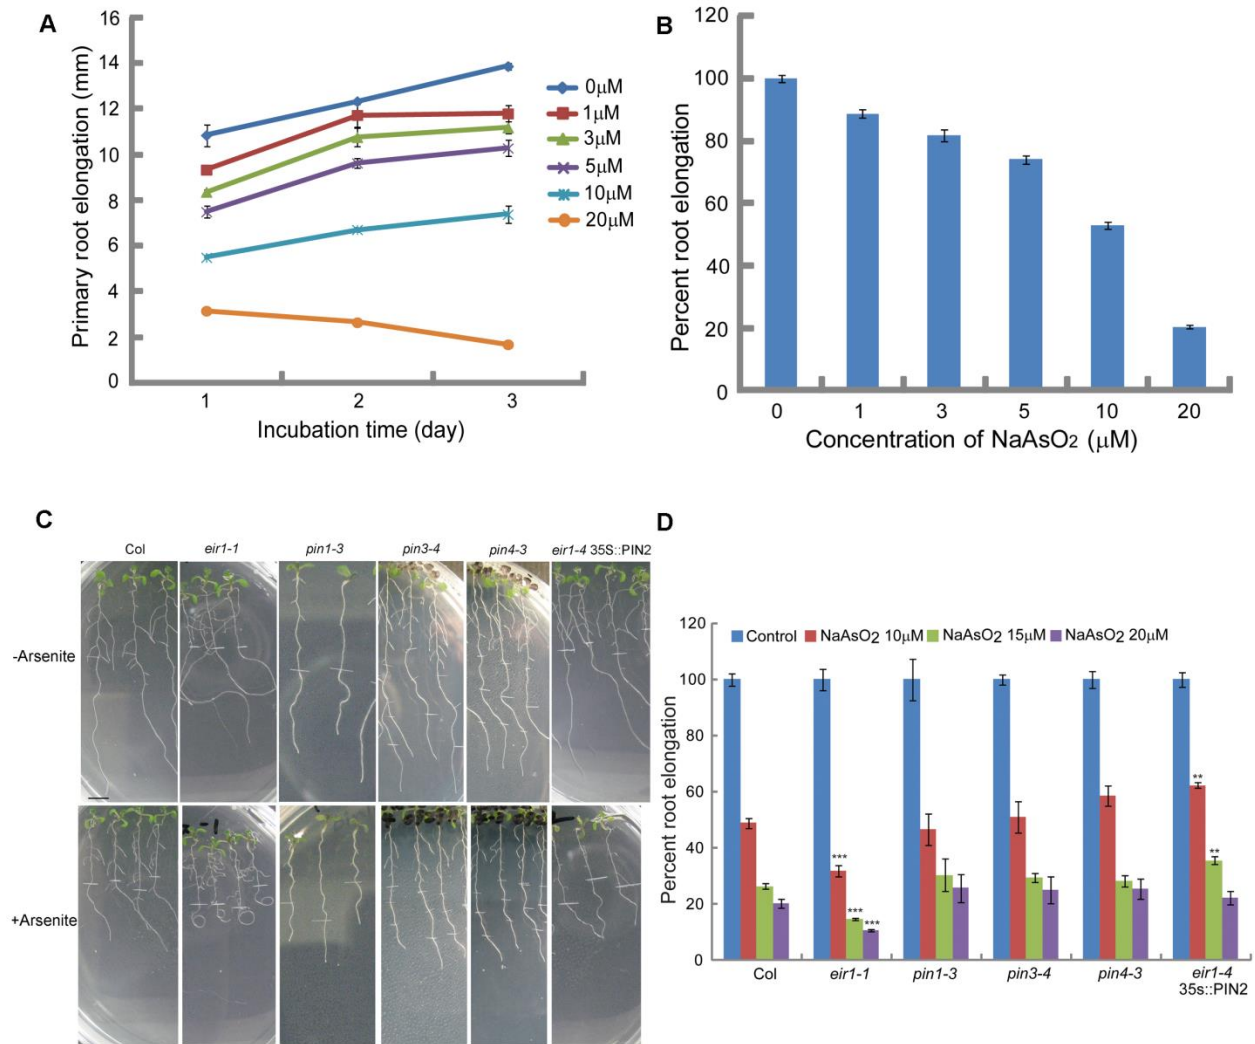 A
16
14
12
10
8
6
4
2
0
Primary root elongation (mm)
1 2 3
Incubation time (day)
0μM
1μM
3μM
5μM
10μM
20μM
B
120
100
80
60
40
20
0
Percent root elongation
0 1 3 5 10 20
Concentration of NaAsO2 (μM)
C
Col eir1-1 pin1-3 pin3-4 pin4-3 eir1-4 35S::PIN2
-Arsenite
+Arsenite
D
120
100
80
60
40
20
0
Percent root elongation
Control NaAsO2 10μM NaAsO2 15μM NaAsO2 20μM
*** *** ***
** **
Col eir1-1 pin1-3 pin3-4 pin4-3 eir1-4
35s::PIN2